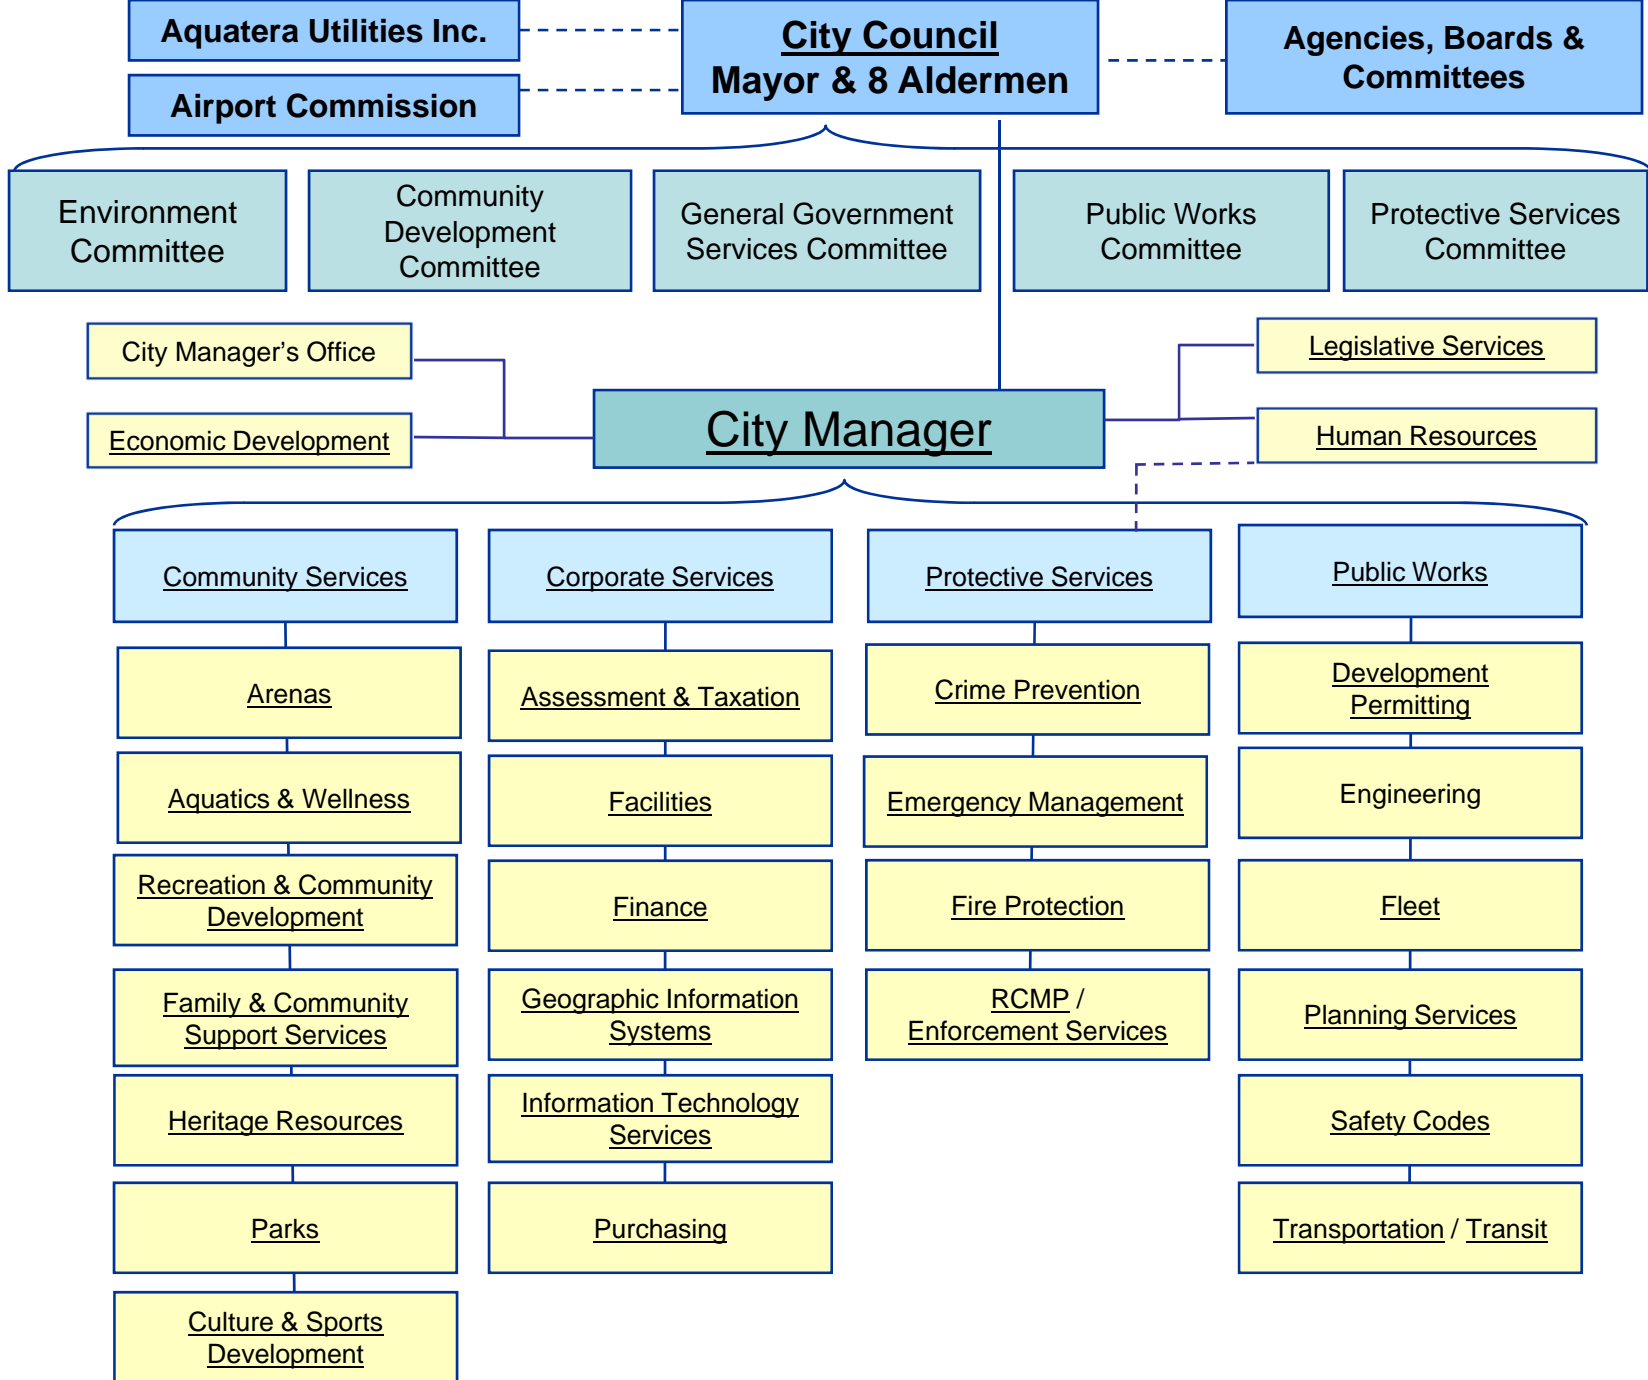 Aquatera Utilities Inc.
Airport Commission
City Council
Mayor & 8 Aldermen
Agencies, Boards &
Committees
Environment
Committee
Community
Development
Committee
General Government
Services Committee
Public Works
Committee
Protective Services
Committee
City Manager’s Office
Economic Development
City Manager
Legislative Services
Human Resources
Community Services
Arenas
Aquatics & Wellness
Recreation & Community
Development
Family & Community
Support Services
Heritage Resources
Parks
Culture & Sports
Development
Corporate Services
Assessment & Taxation
Facilities
Finance
Geographic Information
Systems
Information Technology
Services
Purchasing
Protective Services
Crime Prevention
Emergency Management
Fire Protection
RCMP /
Enforcement Services
Public Works
Development
Permitting
Engineering
Fleet
Planning Services
Safety Codes
Transportation / Transit